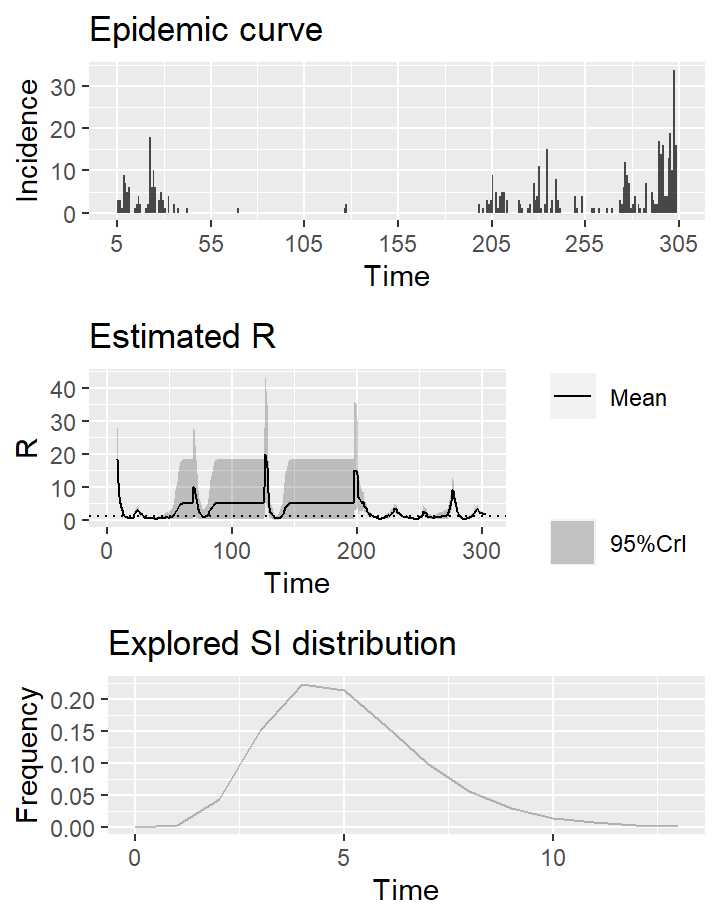 Epidemic curve
Incidence
30
20
10
0
5 55 105 155 205 255 305
Time
Estimated R
R
40
30
20
10
0
0 100 200 300
Time
Mean
95%CrI
Explored SI distribution
Frequency
0.20
0.15
0.10
0.05
0.00
0 5 10
Time